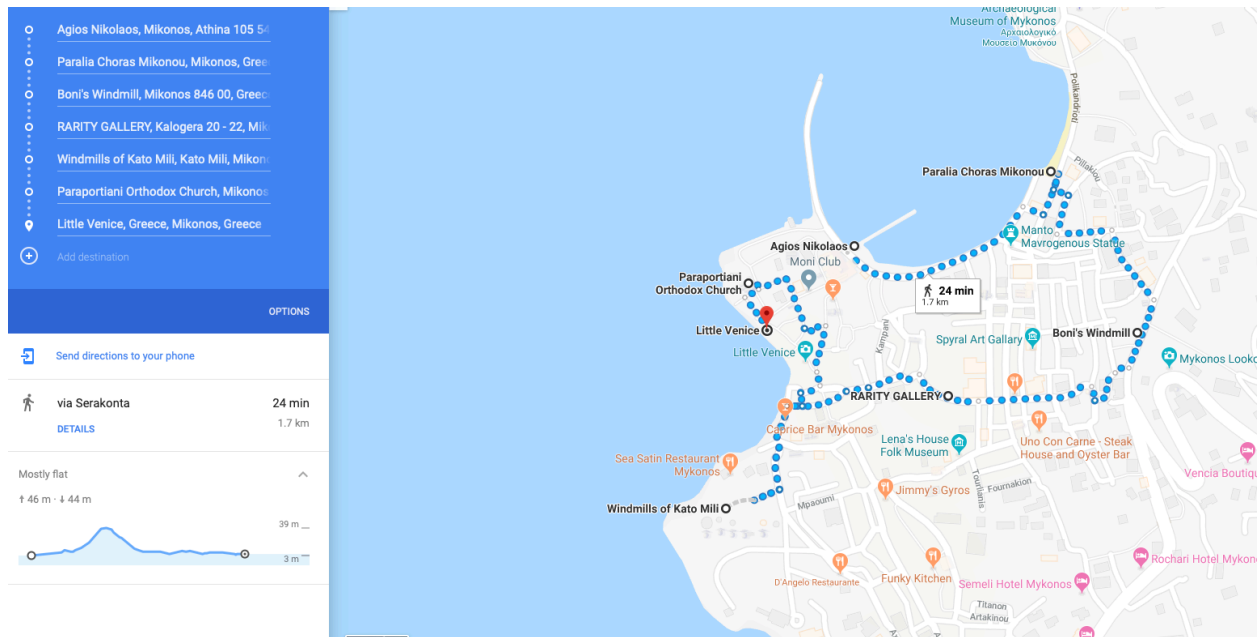 Agios Nikolaos, Mikonos, Athina 105 54
Paralia Choras Mikonou, Mikonos, Gree
Boni's Windmill, Mikonos 846 00, Greec
RARITY GALLERY, Kalogera 20 - 22, Mik
Windmills of Kato Mili, Kato Mili, Mikon
Paraportiani Orthodox Church, Mikonos
Little Venice, Greece, Mikonos, Greece
Add destination
OPTIONS
Send directions to your phone
via Serakonta
24 min
DETAILS
1.7 km
Mostly flat
↑ 46 m · ↓ 44 m
39 m
3 m
Archaeological
Museum of Mykonos
Αρχαιολογικό
Μουσείο Μυκόνου
Polikandrioti
Pillaklou
Paralia Choras Mikonou
Manto
Mavrogenous Statue
Agios Nikolaos
Moni Club
Paraportiani
Orthodox Church
24 min
1.7 km
Little Venice
Little Venice
Kampani
Spyral Art Gallary
Boni's Windmill
Mykonos Looko
RARITY GALLERY
Caprice Bar Mykonos
Lena's House
Folk Museum
Uno Con Carne - Steak
House and Oyster Bar
Sea Satin Restaurant
Mykonos
Vencia Boutiqu
Tourlianis
Fournakion
Jimmy's Gyros
Mpaoumi
Windmills of Kato Mili
D'Angelo Restaurante
Funky Kitchen
Semeli Hotel Mykonos
Rochari Hotel Mykon
Titanon
Artakinou